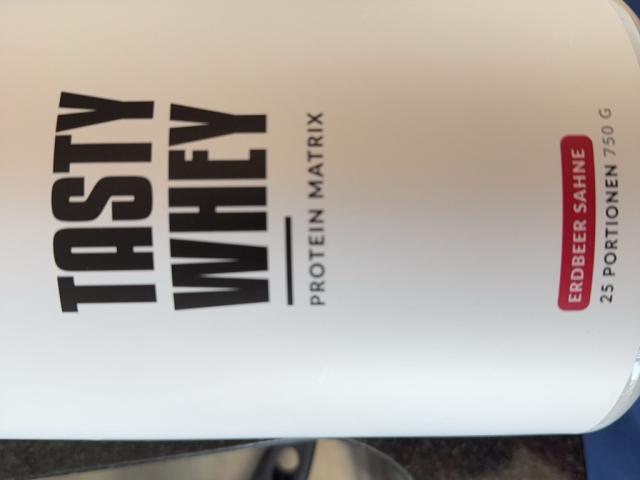 TASTY
WHEY
PROTEIN MATRIX
ERDBEER SAHNE
25 PORTIONEN 750 G